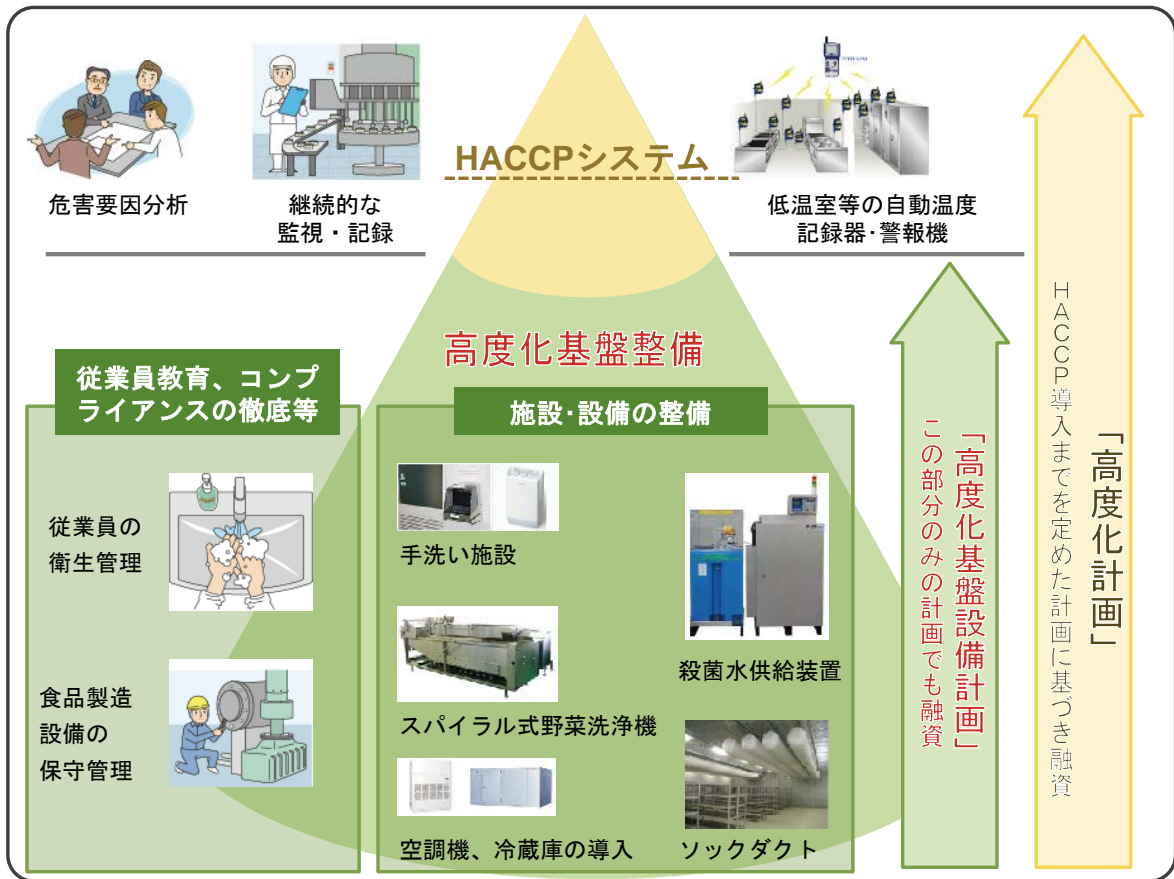 HACCPシステム
危害要因分析
継続的な
監視・記録
低温室等の自動温度
記録器・警報機
高度化基盤整備
従業員教育、コンプ
ライアンスの徹底等
従業員の
衛生管理
食品製造
設備の
保守管理
施設・設備の整備
手洗い施設
スパイラル式野菜洗浄機
空調機、冷蔵庫の導入
殺菌水供給装置
ソックダクト
「高度化基盤設備計画」
この部分のみの計画でも融資
「高度化計画」
HACCP導入までを定めた計画に基づき融資